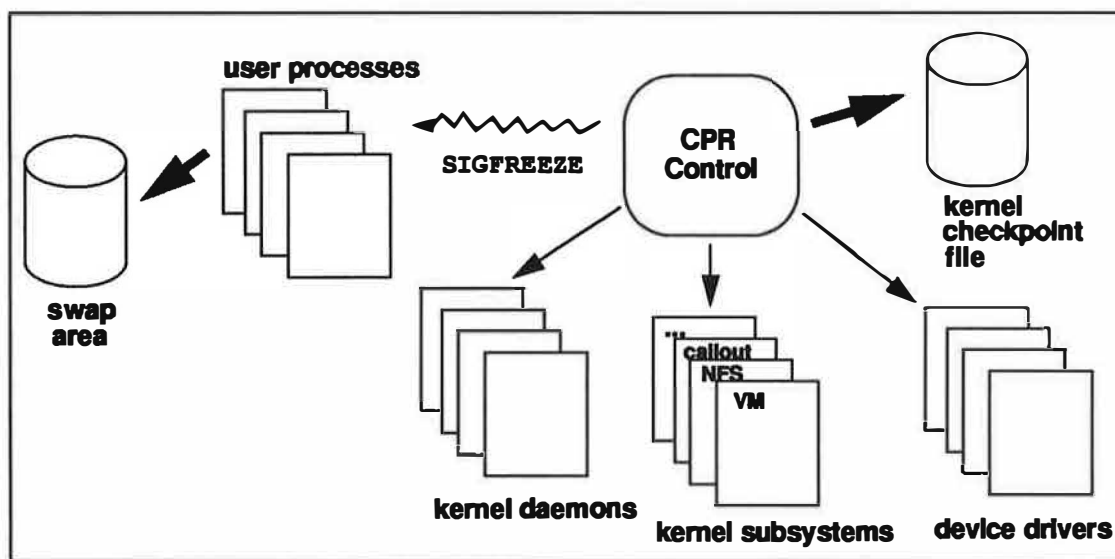 user processes
SIGFREEZE
CPR
Control
kernel
checkpoint
file
swap
area
...
callout
NFS
VM
kernel daemons
kernel subsystems
device drivers